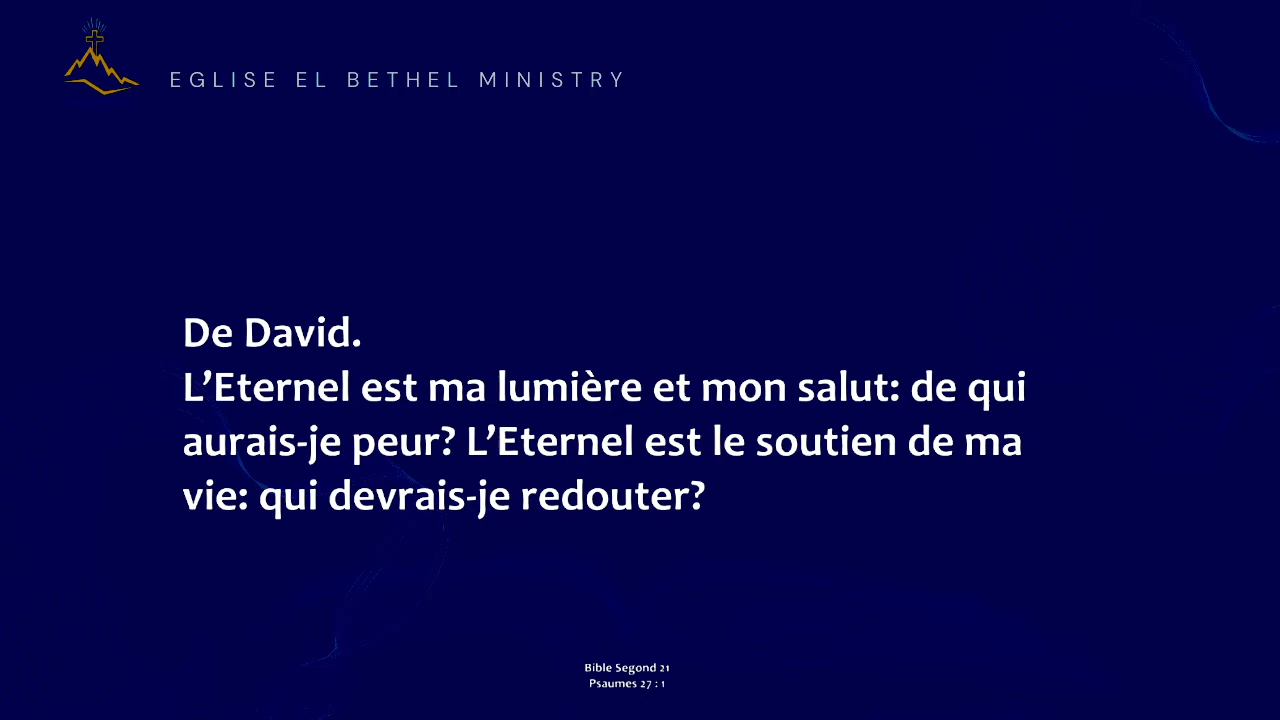 EGLISE EL BETHEL MINISTRY
De David.
L’Eternel est ma lumière et mon salut: de qui
aurais-je peur? L’Eternel est le soutien de ma
vie: qui devrais-je redouter?
Bible Segond 21
Psaumes 27 : 1